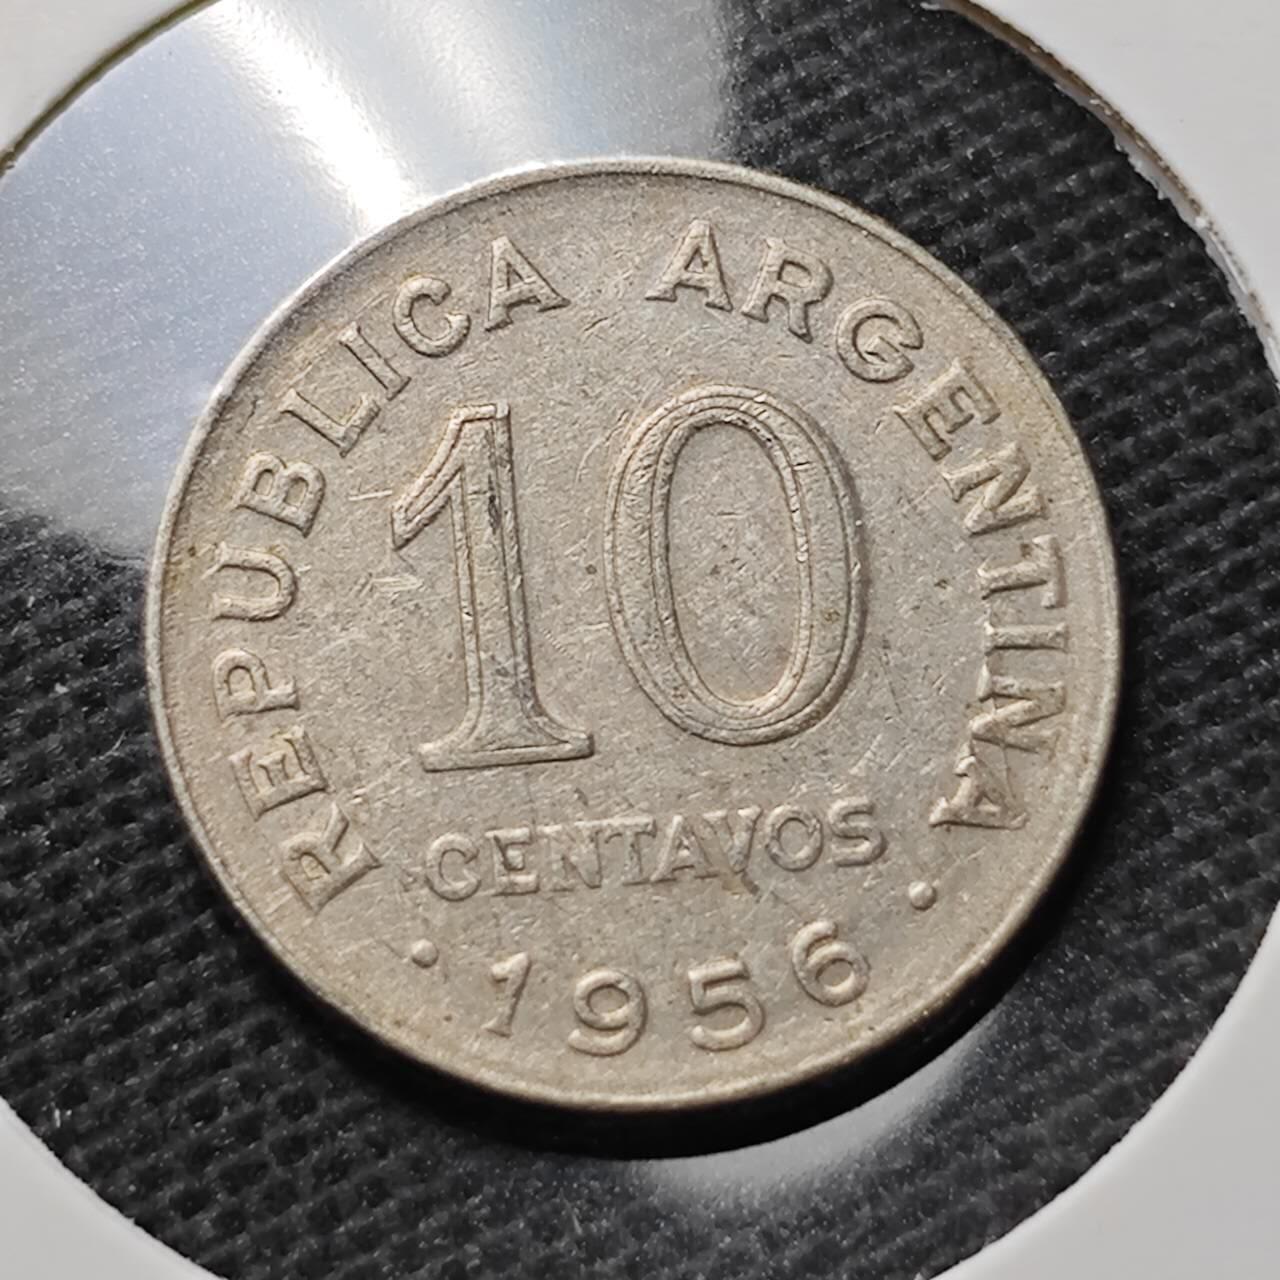 REPUBLICA ARGENTINA
10
CENTAVOS
• 1956 •